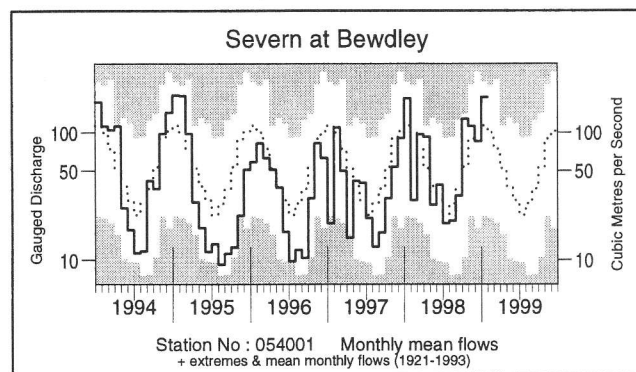 Severn at Bewdley
Gauged Discharge
100
50
10
100
50
10
Cubic Metres per Second
1994 1995 1996 1997 1998 1999
Station No : 054001 Monthly mean flows
+ extremes & mean monthly flows (1921-1993)